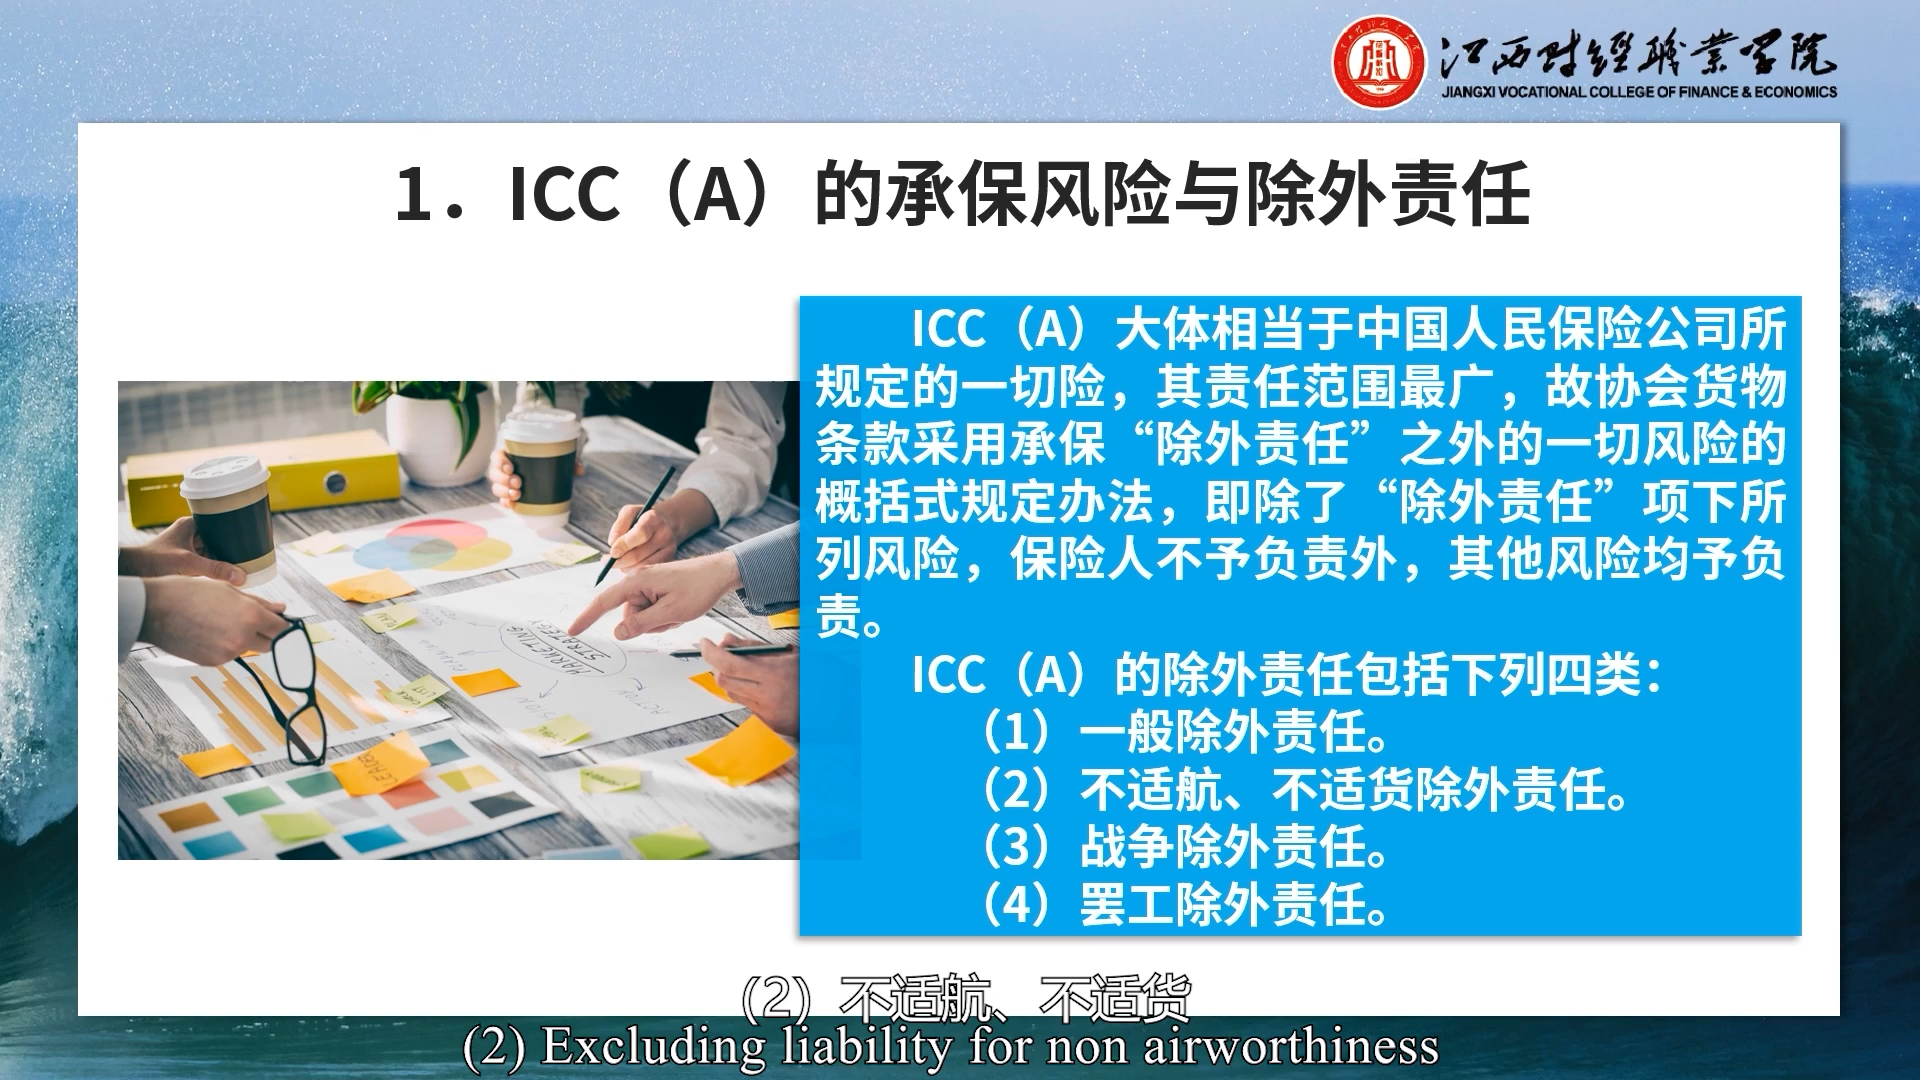 江西财经职业学院
JIANGXI VOCATIONAL COLLEGE OF FINANCE & ECONOMICS
1. ICC（A）的承保风险与除外责任
ICC（A）大体相当于中国人民保险公司所
规定的一切险，其责任范围最广，故协会货物
条款采用承保“除外责任”之外的一切风险的
概括式规定办法，即除了“除外责任”项下所
列风险，保险人不予负责外，其他风险均予负
责。
ICC（A）的除外责任包括下列四类：
（1）一般除外责任。
（2）不适航、不适货除外责任。
（3）战争除外责任。
（4）罢工除外责任。
MARKETING
STRATEGY
(2) 不适航、不适货
(2) Excluding liability for non airworthiness